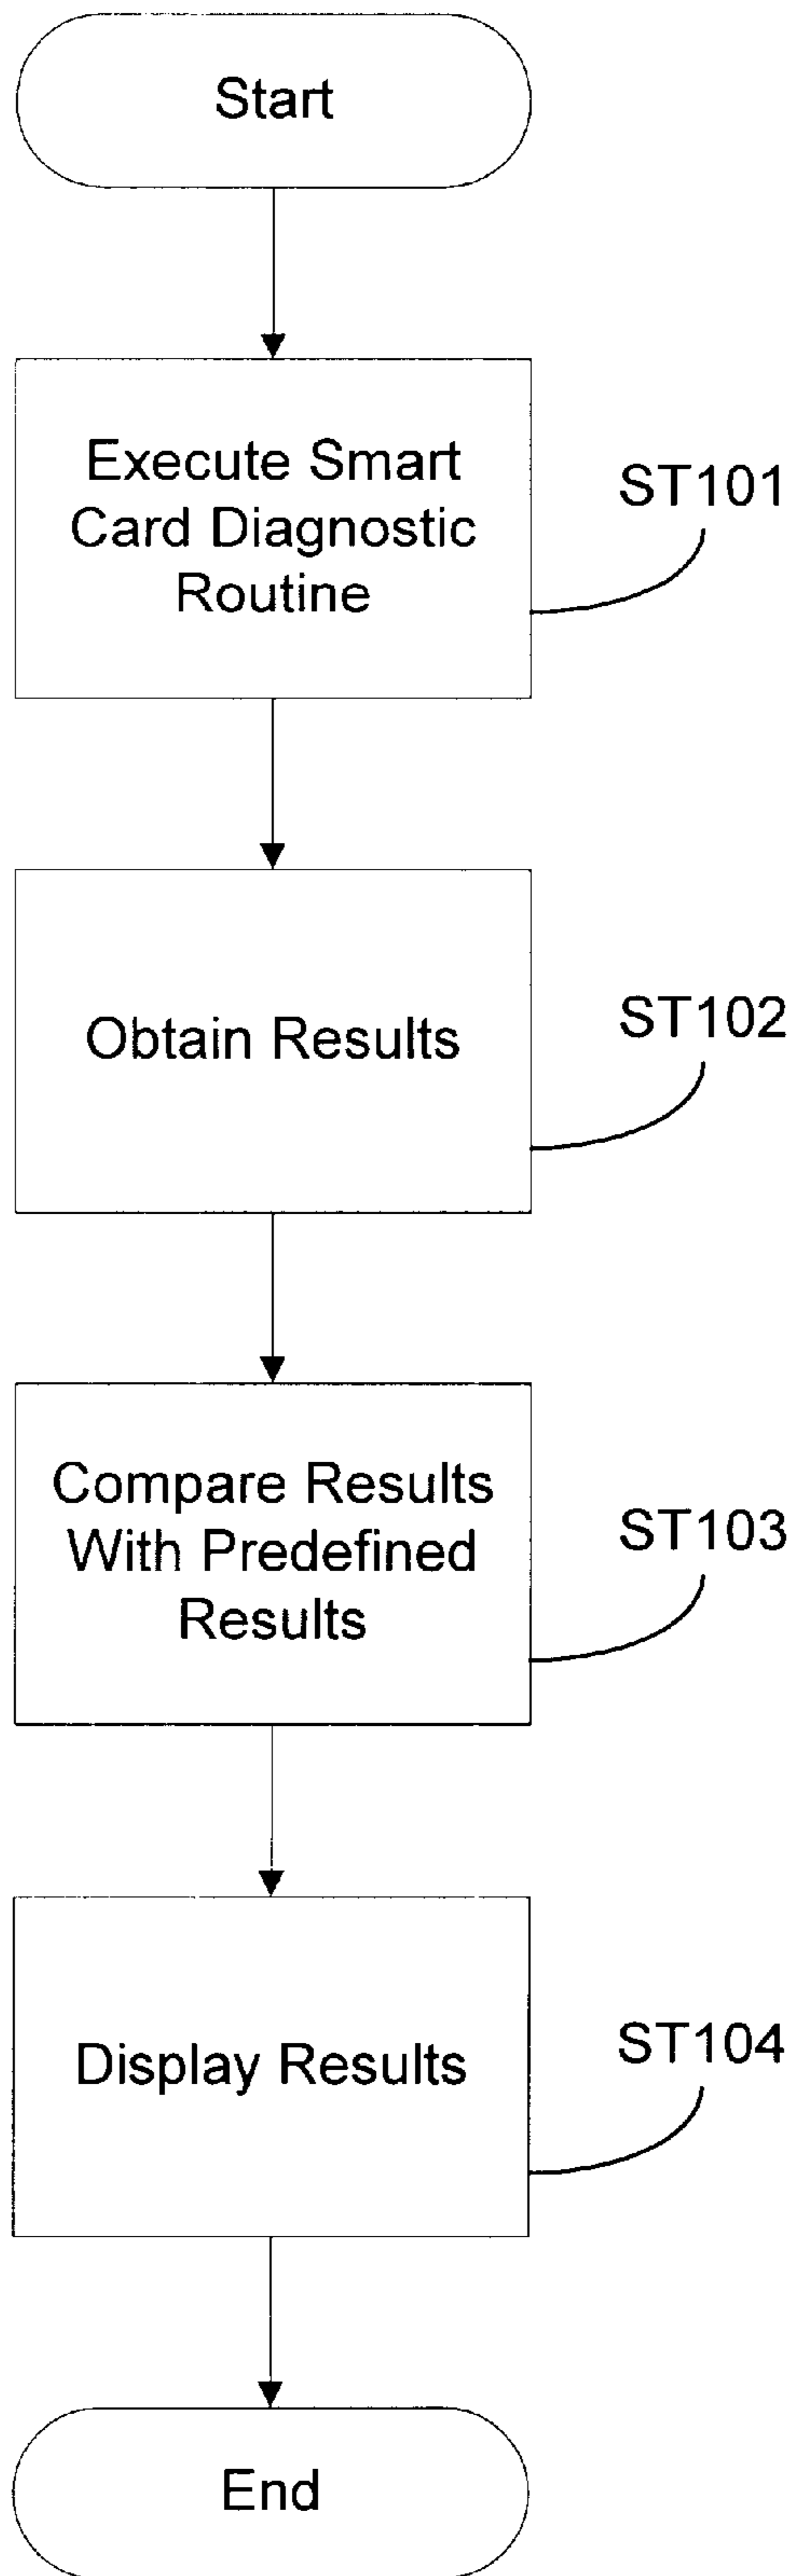 Start
Execute Smart
Card Diagnostic
Routine
ST101
Obtain Results
ST102
Compare Results
With Predefined
Results
ST103
Display Results
ST104
End